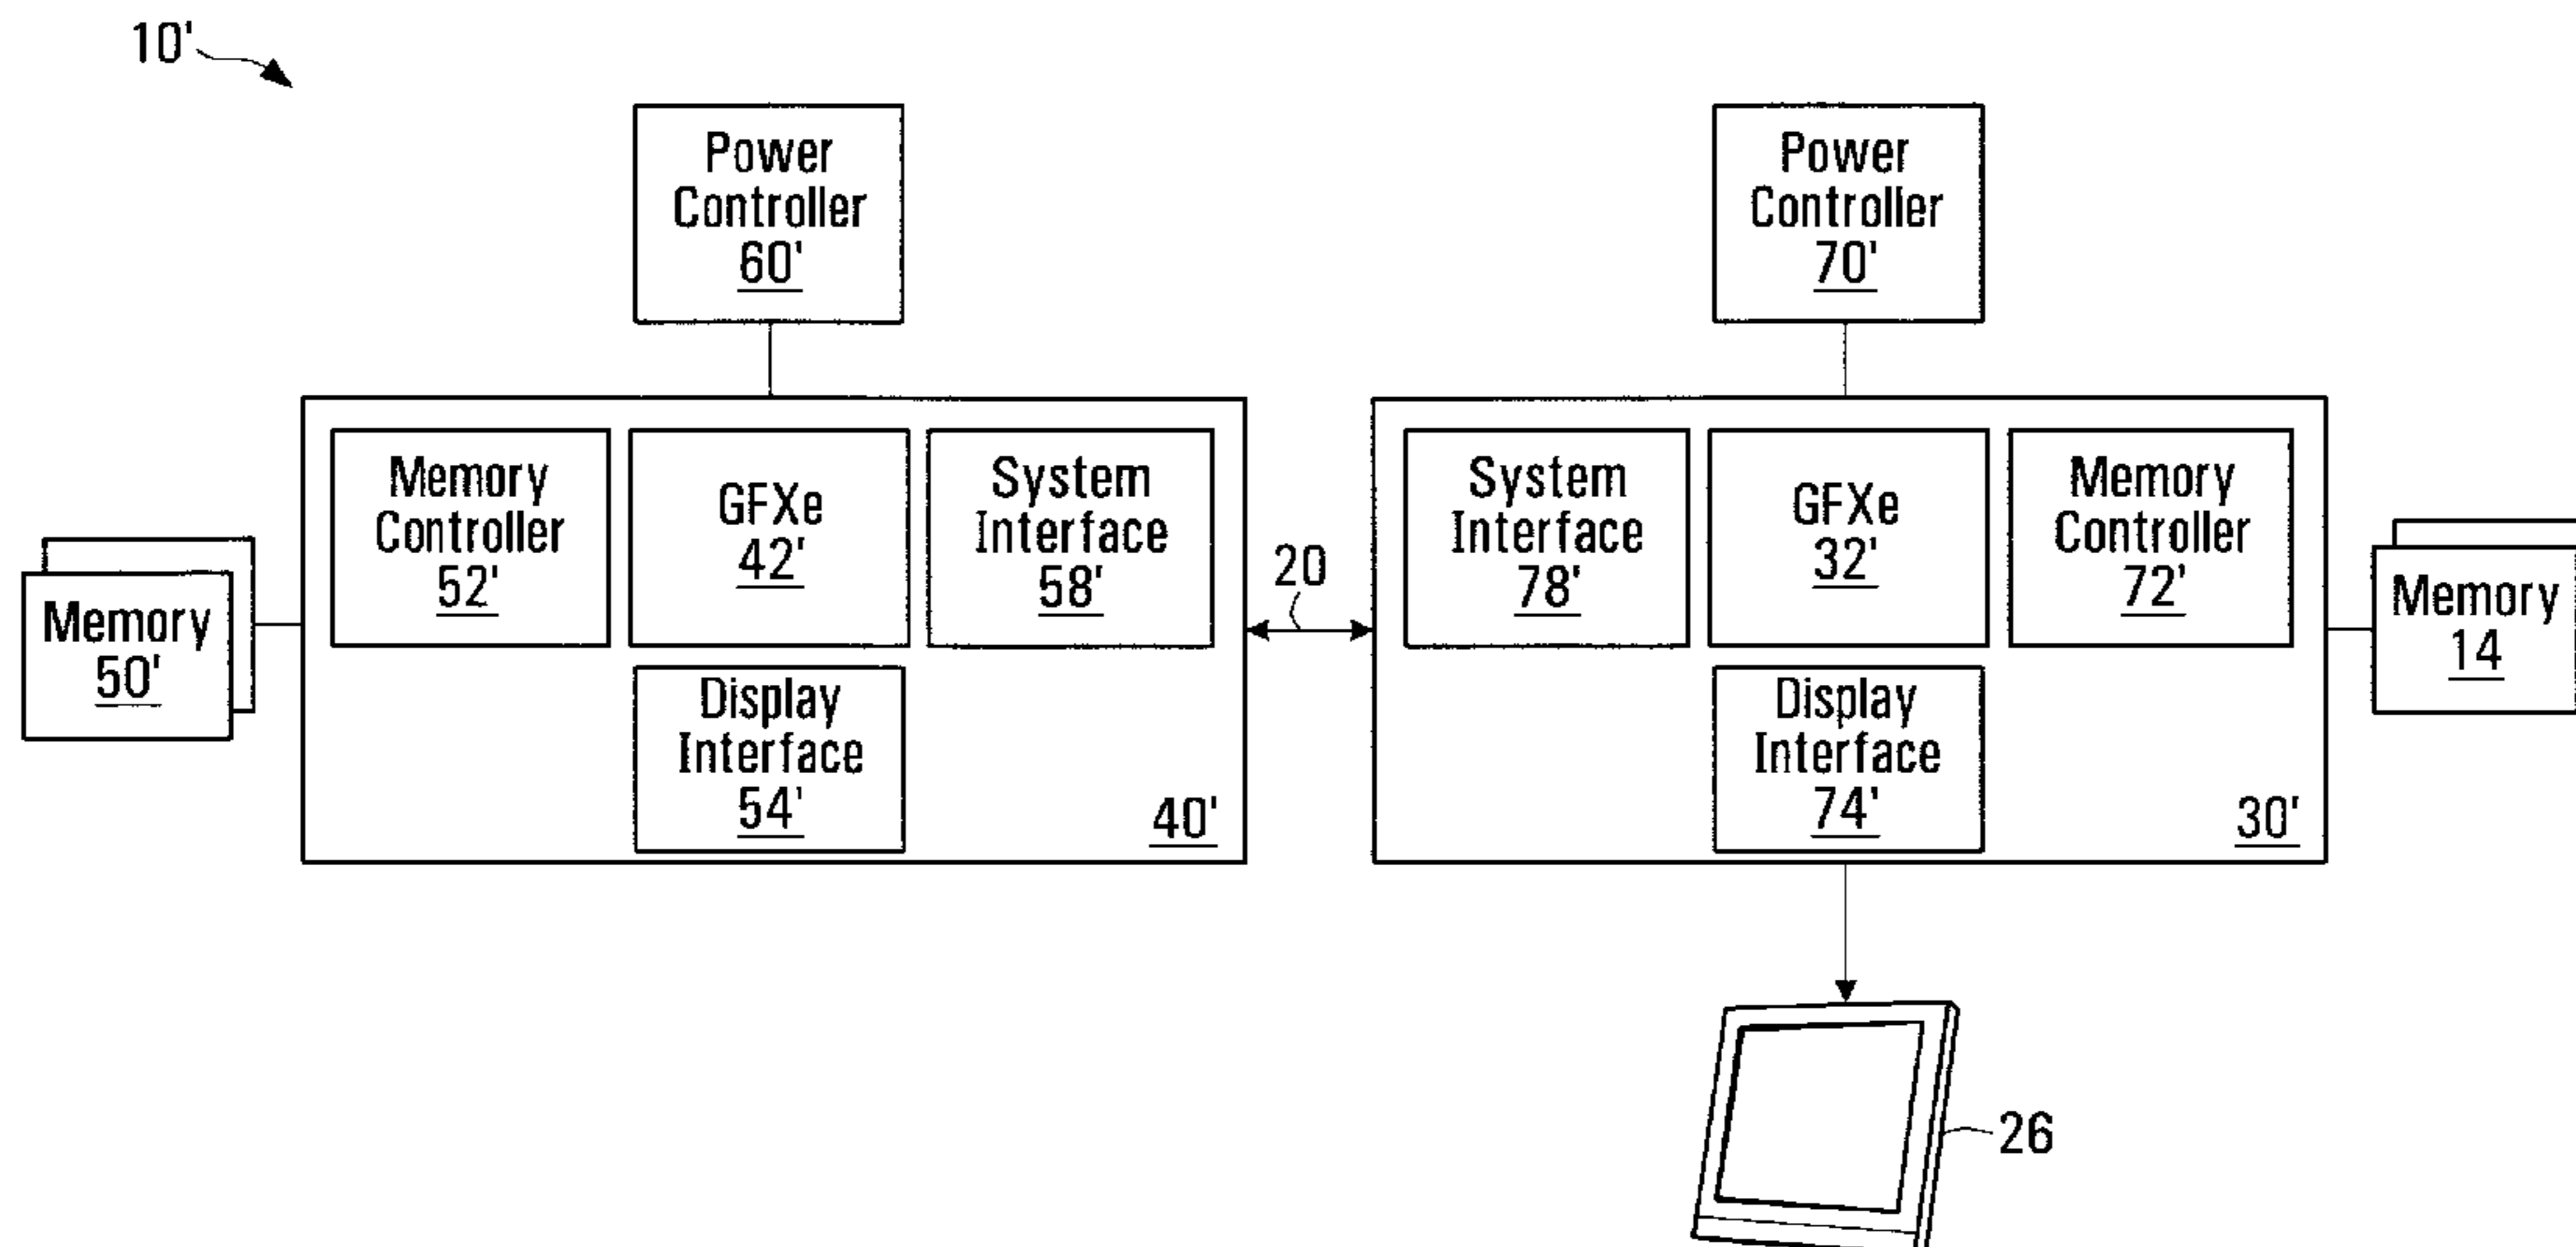 10'
Power
Controller
60'
Power
Controller
70'
Memory
Controller
52'
GFXe
42'
System
Interface
58'
System
Interface
78'
GFXe
32'
Memory
Controller
72'
Memory
50'
20
Memory
14
Display
Interface
54'
40'
Display
Interface
74'
30'
26